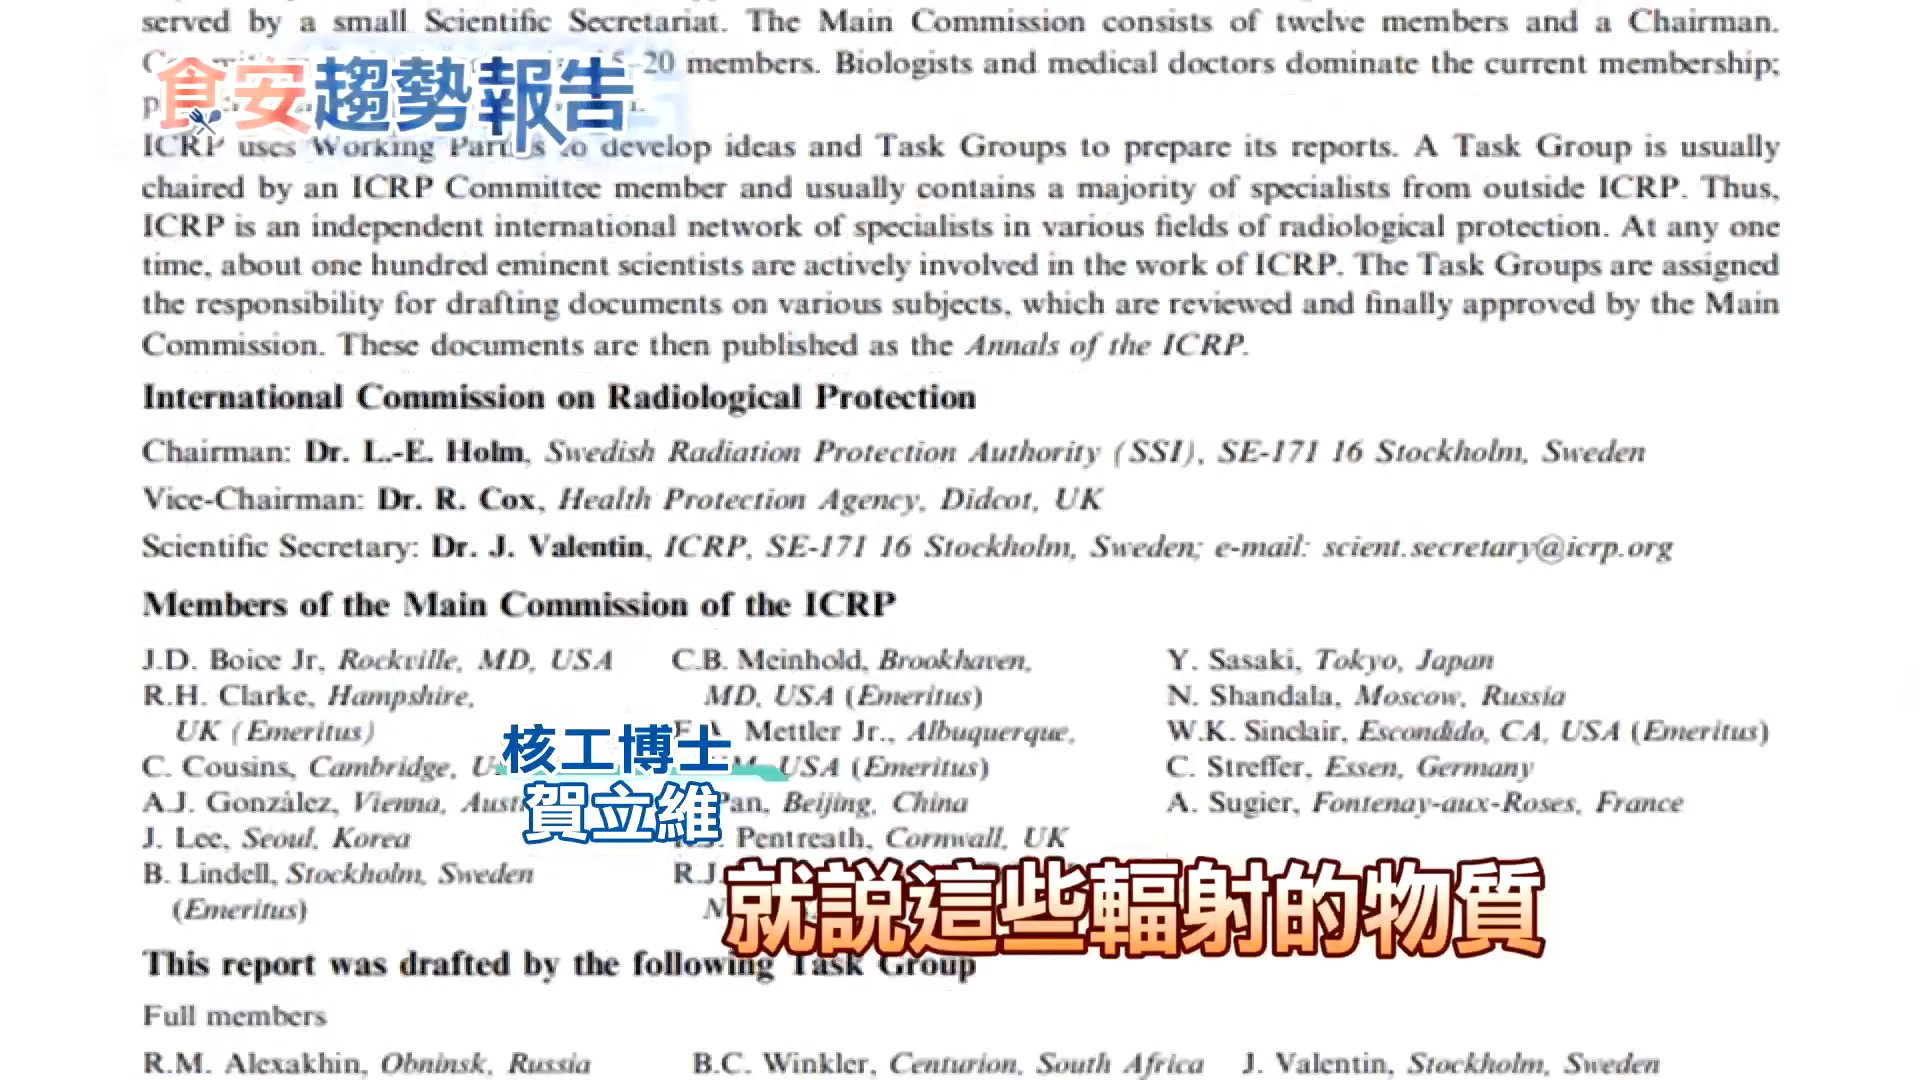 served by a small Scientific Secretariat. The Main Commission consists of twelve members and a Chairman.
20 members. Biologists and medical doctors dominate the current membership;
食安趨勢報告
ICRP uses Working to develop ideas and Task Groups to prepare its reports. A Task Group is usually
chaired by an ICRP Committee member and usually contains a majority of specialists from outside ICRP. Thus,
ICRP is an independent international network of specialists in various fields of radiological protection. At any one
time, about one hundred eminent scientists are actively involved in the work of ICRP. The Task Groups are assigned
the responsibility for drafting documents on various subjects, which are reviewed and finally approved by the Main
Commission. These documents are then published as the Annals of the ICRP.
International Commission on Radiological Protection
Chairman: Dr. L.-E. Holm, Swedish Radiation Protection Authority (SSI), SE-171 16 Stockholm, Sweden
Vice-Chairman: Dr. R. Cox, Health Protection Agency, Didcot, UK
Scientific Secretary: Dr. J. Valentin, ICRP, SE-171 16 Stockholm, Sweden; e-mail: scient.secretary@icrp.org
Members of the Main Commission of the ICRP
J.D. Boice Jr, Rockville, MD, USA
R.H. Clarke, Hampshire,
UK (Emeritus)
C. Cousins, Cambridge,
A.J. González, Vienna,
J. Lee, Seoul, Korea
B. Lindell, Stockholm, Sweden
(Emeritus)
C.B. Meinhold, Brookhaven,
MD, USA (Emeritus)
Mettler Jr., Albuquerque,
USA (Emeritus)
Pan, Beijing, China
Pentreath, Cornwall, UK
R.J.
Y. Sasaki, Tokyo, Japan
N. Shandala, Moscow, Russia
W.K. Sinclair, Escondido, CA, USA (Emeritus)
C. Streffer, Essen, Germany
A. Sugier, Fontenay-aux-Roses, France
核工博士
賀立維
就説這些輻射的物質
This report was drafted by the following Task Group
Full members
R.M. Alexakhin, Obninsk, Russia
B.C. Winkler, Centurion, South Africa
J. Valentin, Stockholm, Sweden